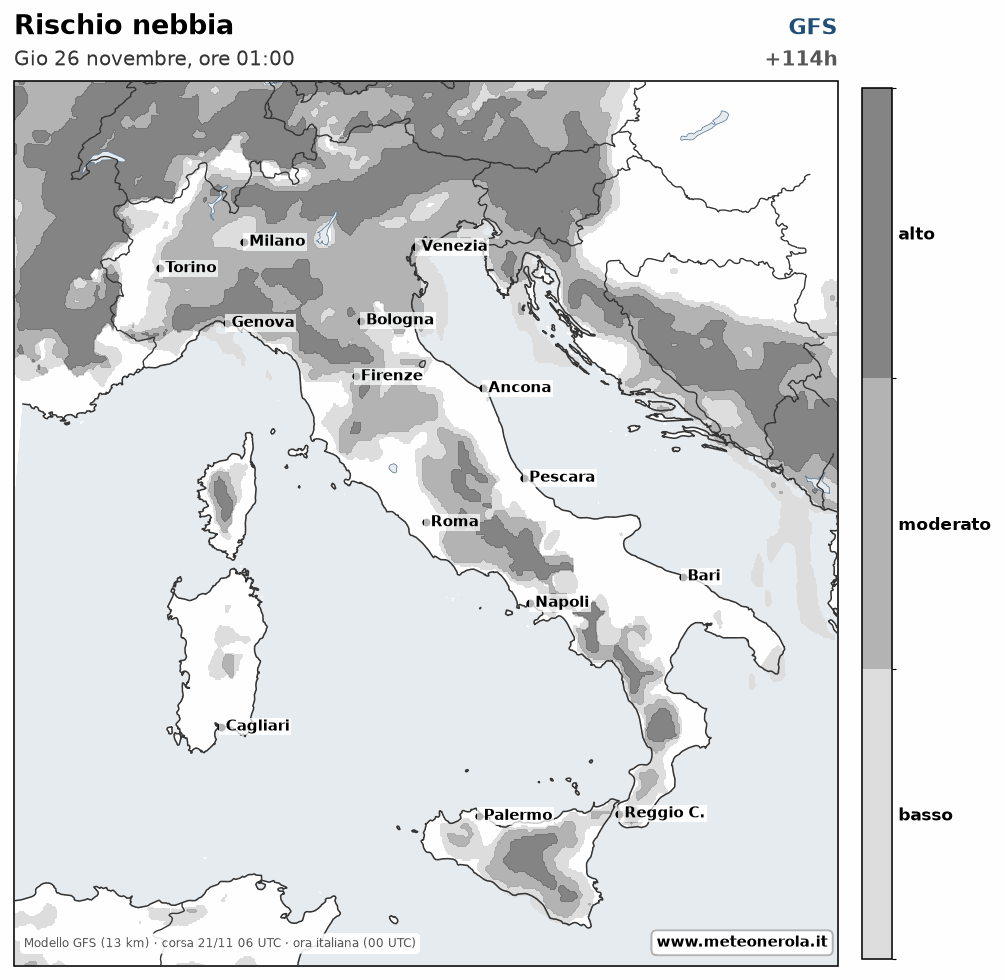 Rischio nebbia
GFS
Gio 26 novembre, ore 01:00
+114h
Milano
Venezia
Torino
Genova
Bologna
Firenze
Ancona
Pescara
Roma
Bari
Napoli
Cagliari
Palermo
Reggio C.
alto
moderato
basso
Modello GFS (13 km) · corsa 21/11 06 UTC · ora italiana (00 UTC)
www.meteonerola.it